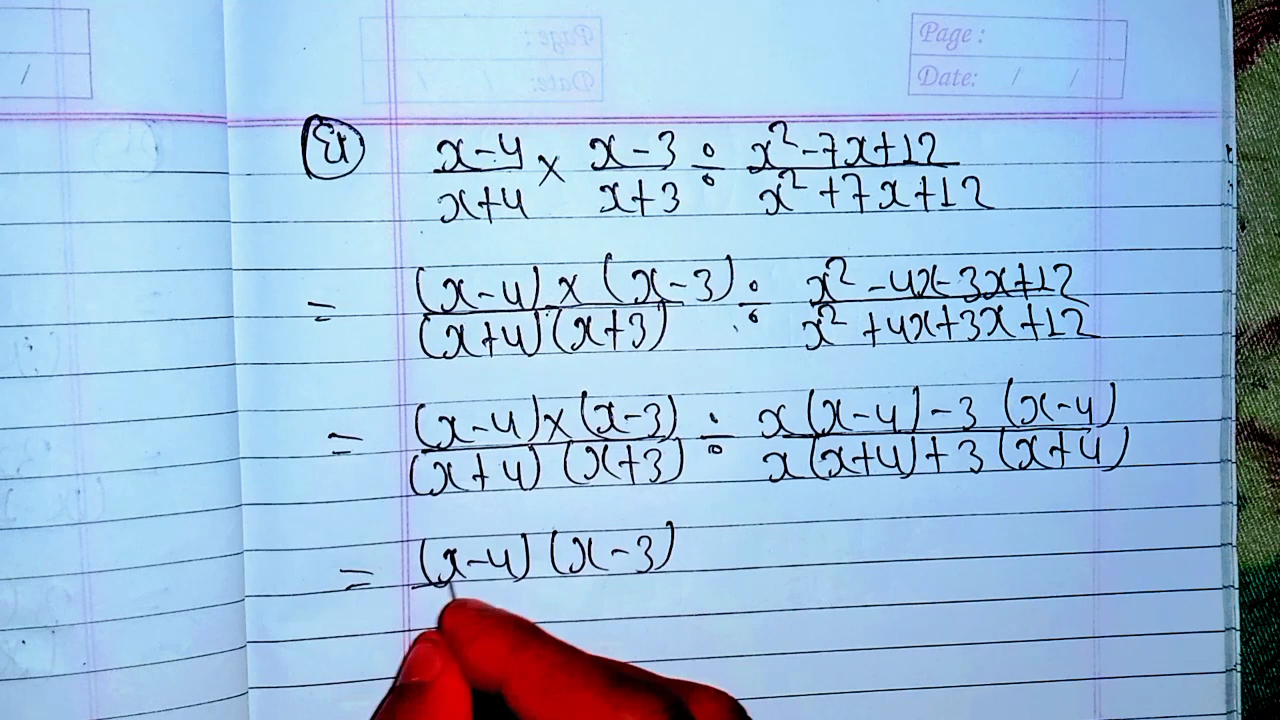 Page :
Date: / /
/
(घ) x-4/x+4 × x-3/x+3 ÷ x²-7x+12/x²+7x+12
= (x-4)×(x-3)/(x+4)(x+3) ÷ x²-4x-3x+12/x²+4x+3x+12
= (x-4)×(x-3)/(x+4)(x+3) ÷ x(x-4)-3(x-4)/x(x+4)+3(x+4)
= (x-4)(x-3)